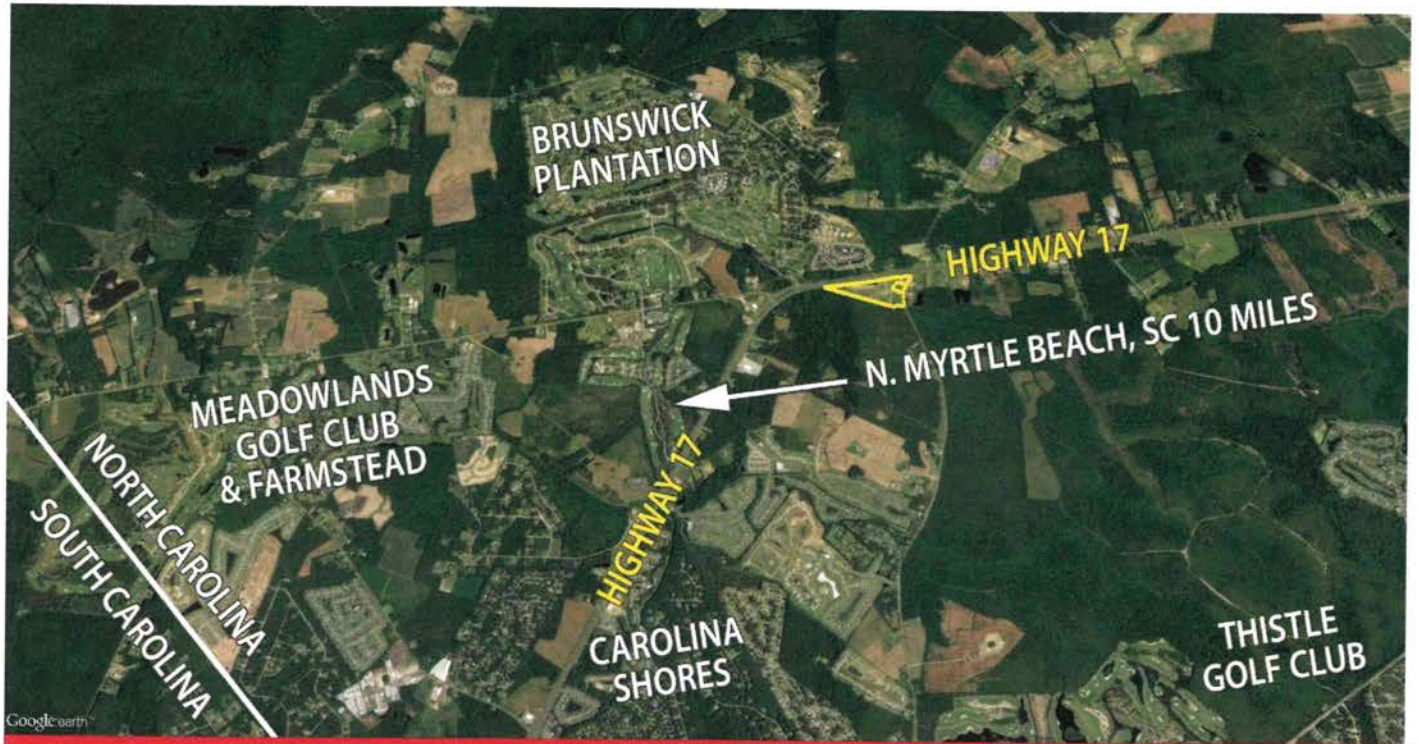 BRUNSWICK
PLANTATION
HIGHWAY 17
N. MYRTLE BEACH, SC 10 MILES
MEADOWLANDS
GOLF CLUB
& FARMSTEAD
NORTH CAROLINA
SOUTH CAROLINA
HIGHWAY 17
CAROLINA
SHORES
THISTLE
GOLF CLUB
Google earth